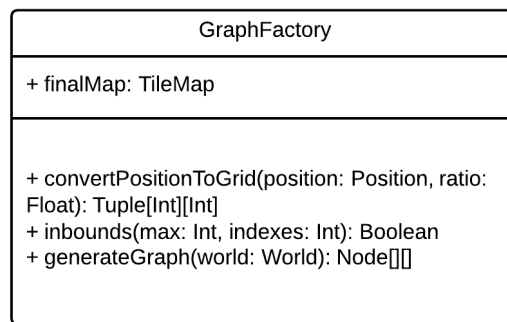 GraphFactory
+ finalMap: TileMap
+ convertPositionToGrid(position: Position, ratio:
Float): Tuple[Int][Int]
+ inbounds(max: Int, indexes: Int): Boolean
+ generateGraph(world: World): Node[][]